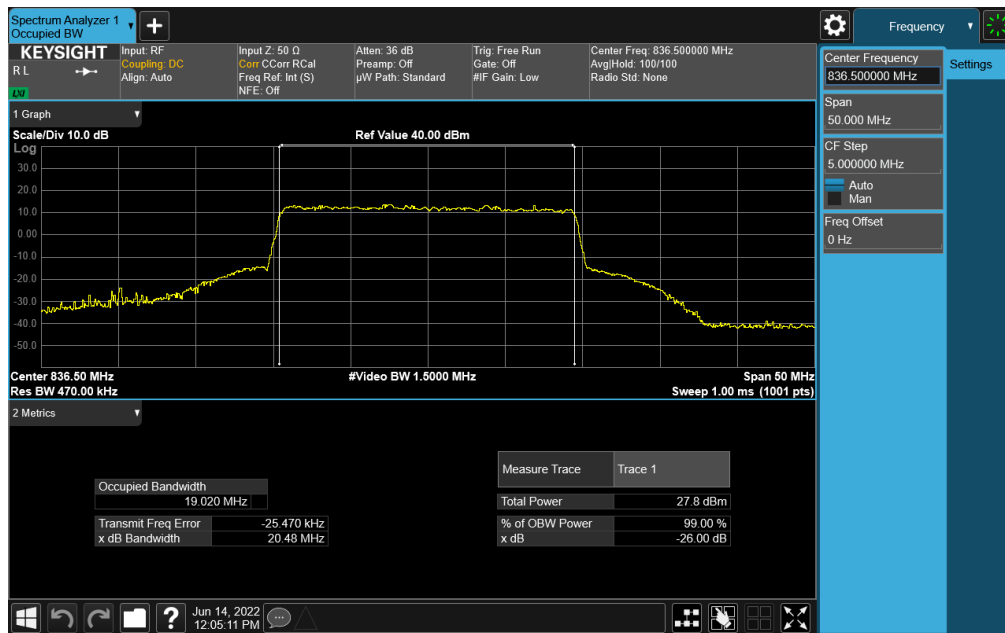 Spectrum Analyzer 1
Occupied BW
Frequency
KEYSIGHT
R L
LXI
Input: RF
Coupling: DC
Align: Auto
Input Z: 50 Ω
Corr CCorr RCal
Freq Ref: Int (S)
NFE: Off
Atten: 36 dB
Preamp: Off
µW Path: Standard
Trig: Free Run
Gate: Off
#IF Gain: Low
Center Freq: 836.500000 MHz
Avg|Hold: 100/100
Radio Std: None
Center Frequency
836.500000 MHz
Settings
Span
50.000 MHz
CF Step
5.000000 MHz
Auto
Man
Freq Offset
0 Hz
1 Graph
Scale/Div 10.0 dB
Ref Value 40.00 dBm
Log
30.0
20.0
10.0
0.00
-10.0
-20.0
-30.0
-40.0
-50.0
Center 836.50 MHz
#Video BW 1.5000 MHz
Span 50 MHz
Res BW 470.00 kHz
Sweep 1.00 ms (1001 pts)
2 Metrics
Measure Trace Trace 1
Occupied Bandwidth
19.020 MHz
Total Power 27.8 dBm
Transmit Freq Error -25.470 kHz
% of OBW Power 99.00 %
x dB Bandwidth 20.48 MHz
x dB -26.00 dB
Jun 14, 2022
12:05:11 PM